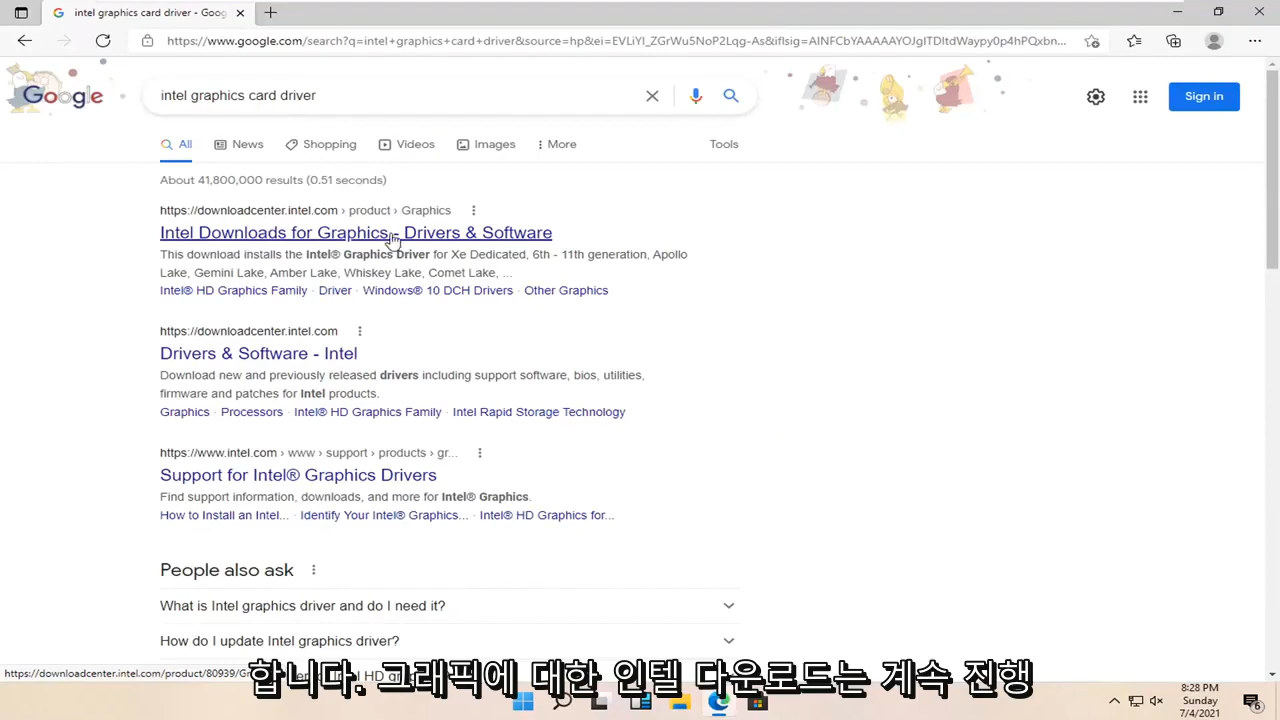 intel graphics card driver - Goog
https://www.google.com/search?q=intel+graphics+card+driver&source=hp&ei=EVLiYI_ZGrWu5NoP2Lqg-As&iflsig=AINFCbYAAAAAYOJgITDItdWaypy0p4hPQxbn...
Google
intel graphics card driver
Sign in
All
News
Shopping
Videos
Images
More
Tools
About 41,800,000 results (0.51 seconds)
https://downloadcenter.intel.com › product › Graphics
Intel Downloads for Graphics - Drivers & Software
This download installs the Intel® Graphics Driver for Xe Dedicated, 6th - 11th generation, Apollo
Lake, Gemini Lake, Amber Lake, Whiskey Lake, Comet Lake, ...
Intel® HD Graphics Family · Driver · Windows® 10 DCH Drivers · Other Graphics
https://downloadcenter.intel.com
Drivers & Software - Intel
Download new and previously released drivers including support software, bios, utilities,
firmware and patches for Intel products.
Graphics · Processors · Intel® HD Graphics Family · Intel Rapid Storage Technology
https://www.intel.com › www › support › products › gr...
Support for Intel® Graphics Drivers
Find support information, downloads, and more for Intel® Graphics.
How to Install an Intel... · Identify Your Intel® Graphics... · Intel® HD Graphics for...
People also ask
What is Intel graphics driver and do I need it?
How do I update Intel graphics driver?
https://downloadcenter.intel.com/product/80939/G
합니다. 그래픽에 대한 인텔 다운로드는 계속 진행
8:28 PM
Sunday
7/4/2021
6